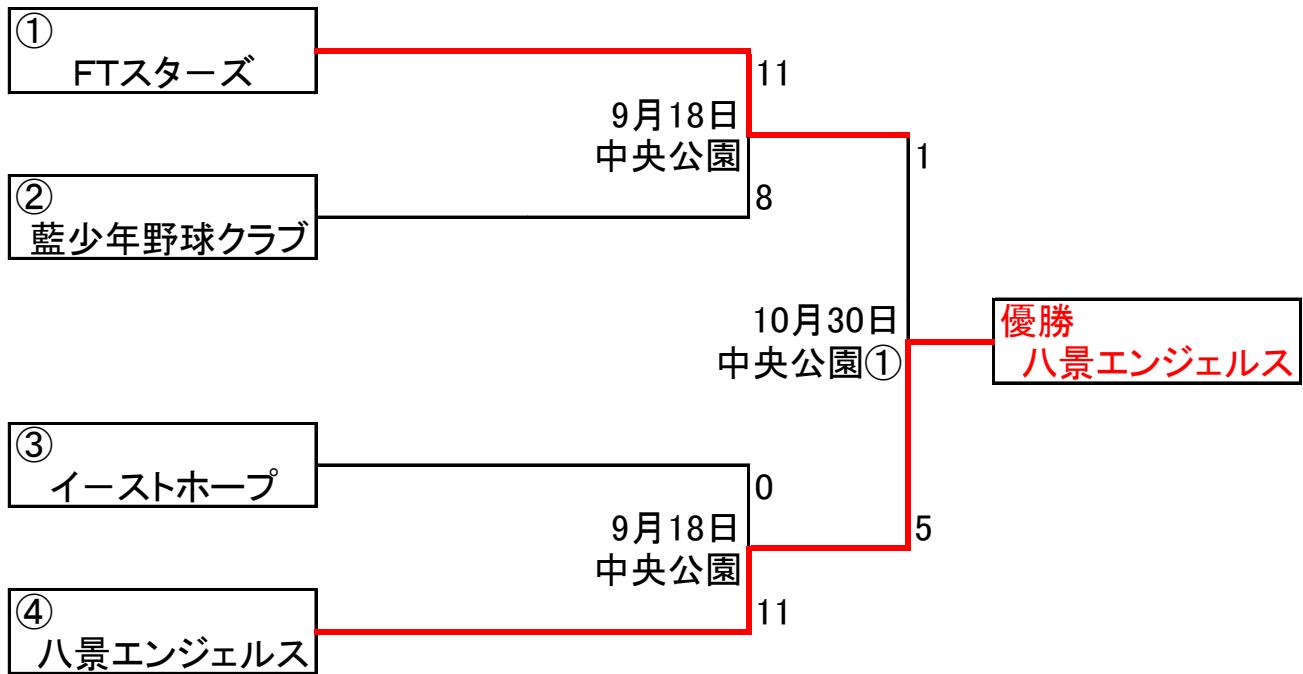 ①
FTスターズ
11
9月18日
中央公園
1
②
藍少年野球クラブ
8
10月30日
中央公園①
優勝
八景エンジェルス
③
イーストホープ
0
9月18日
中央公園
5
④
八景エンジェルス
11